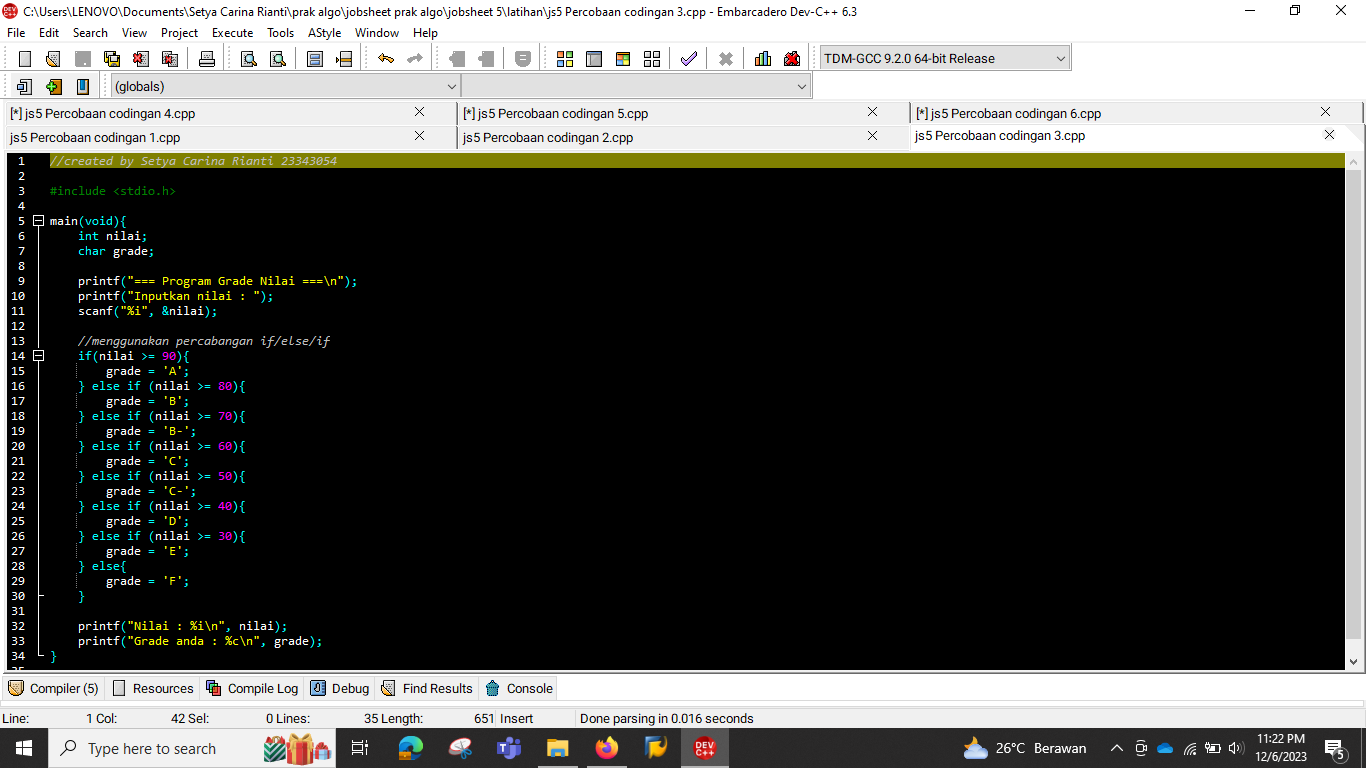 C:\Users\LENOVO\Documents\Setya Carina Rianti\prak algo\jobsheet prak algo\jobsheet 5\latihan\js5 Percobaan codingan 3.cpp - Embarcadero Dev-C++ 6.3
File Edit Search View Project Execute Tools AStyle Window Help
TDM-GCC 9.2.0 64-bit Release
(globals)
[*] js5 Percobaan codingan 4.cpp [*] js5 Percobaan codingan 5.cpp [*] js5 Percobaan codingan 6.cpp
js5 Percobaan codingan 1.cpp js5 Percobaan codingan 2.cpp js5 Percobaan codingan 3.cpp
1 //created by Setya Carina Rianti 23343054
2
3 #include <stdio.h>
4
5 main(void){
6 int nilai;
7 char grade;
8
9 printf("=== Program Grade Nilai ===\n");
10 printf("Inputkan nilai : ");
11 scanf("%i", &nilai);
12
13 //menggunakan percabangan if/else/if
14 if(nilai >= 90){
15 grade = 'A';
16 } else if (nilai >= 80){
17 grade = 'B';
18 } else if (nilai >= 70){
19 grade = 'B-';
20 } else if (nilai >= 60){
21 grade = 'C';
22 } else if (nilai >= 50){
23 grade = 'C-';
24 } else if (nilai >= 40){
25 grade = 'D';
26 } else if (nilai >= 30){
27 grade = 'E';
28 } else{
29 grade = 'F';
30 }
31
32 printf("Nilai : %i\n", nilai);
33 printf("Grade anda : %c\n", grade);
34 }
35
Compiler (5) Resources Compile Log Debug Find Results Console
Line: 1 Col: 42 Sel: 0 Lines: 35 Length: 651 Insert Done parsing in 0.016 seconds
Type here to search
DEV C++
26°C Berawan
11:22 PM
12/6/2023
5